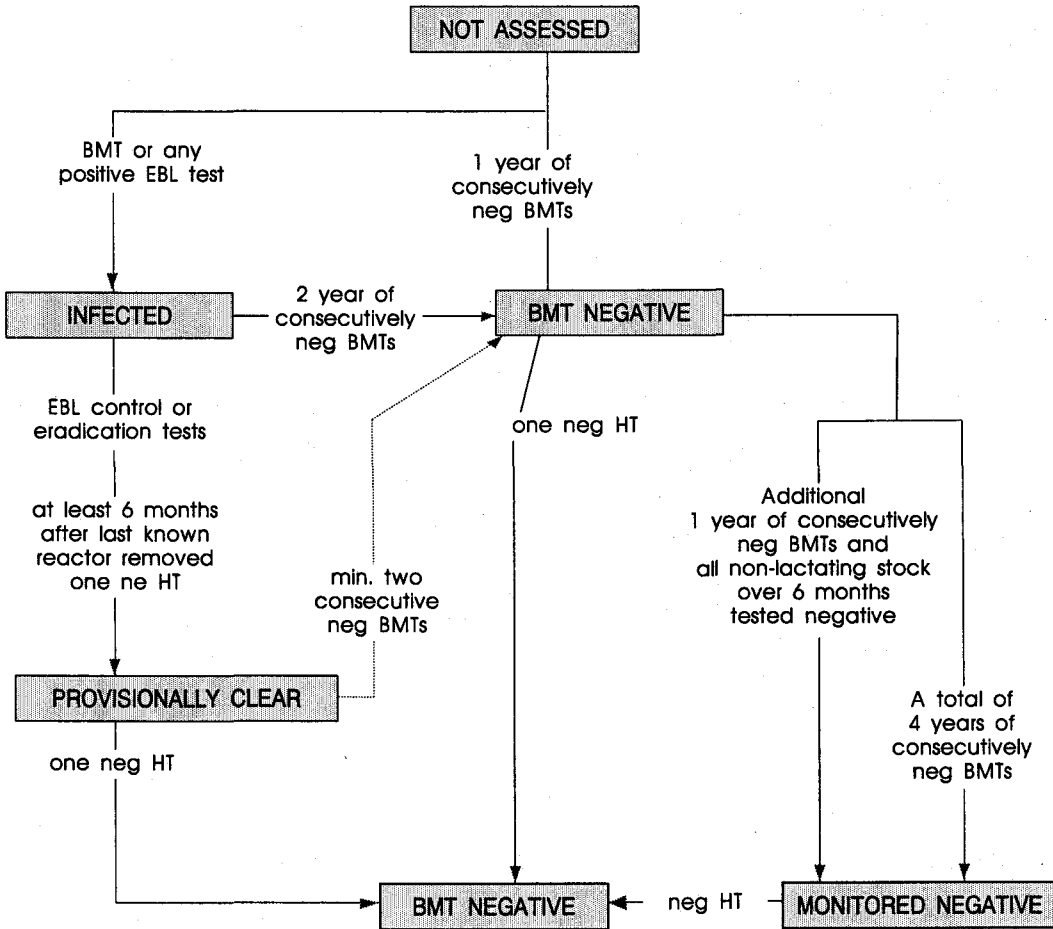 NOT ASSESSED
BMT or any
positive EBL test
1 year of
consecutively
neg BMTs
INFECTED
2 year of
consecutively
neg BMTs
BMT NEGATIVE
EBL control or
eradication tests
at least 6 months
after last known
reactor removed
one ne HT
min. two
consecutive
neg BMTs
one neg HT
Additional
1 year of consecutively
neg BMTs and
all non-lactating stock
over 6 months
tested negative
A total of
4 years of
consecutively
neg BMTs
PROVISIONALLY CLEAR
one neg HT
BMT NEGATIVE
neg HT
MONITORED NEGATIVE